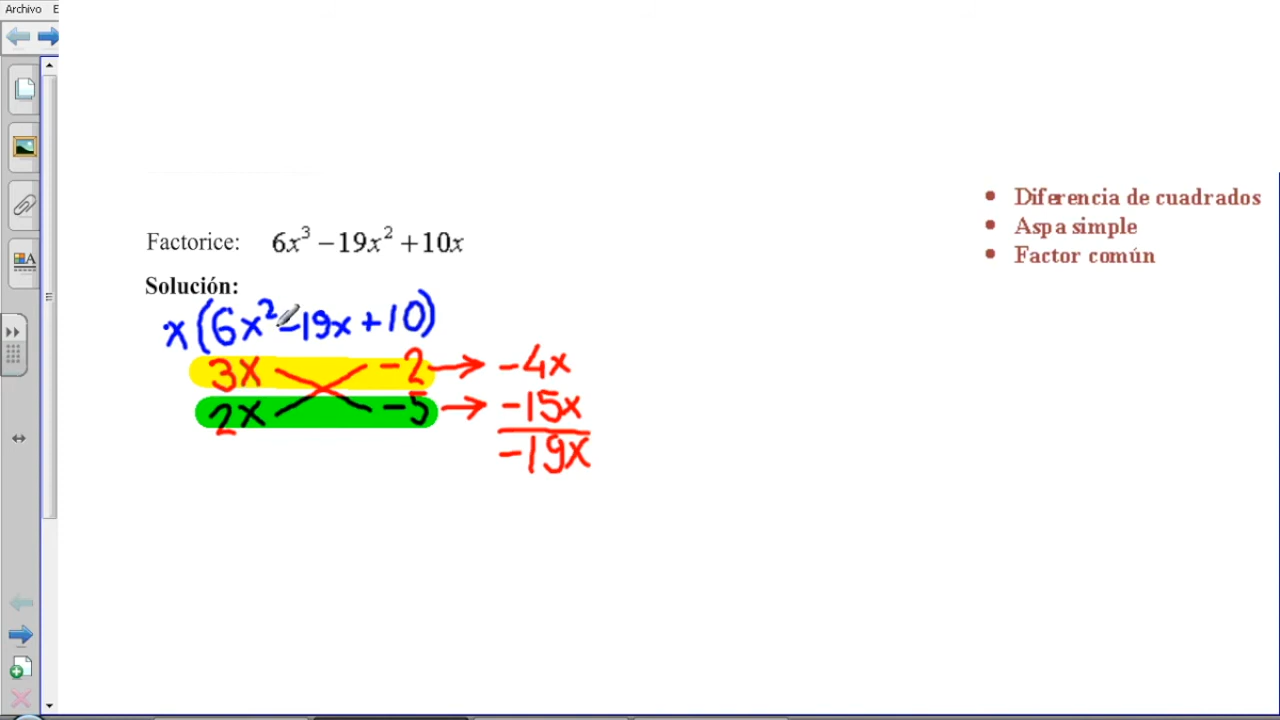 Archivo E
Diferencia de cuadrados
Aspa simple
Factor común
Factorice: 6x³ – 19x² + 10x
Solución:
x(6x² – 19x + 10)
3x –2 → –4x
2x –5 → –15x
–19x